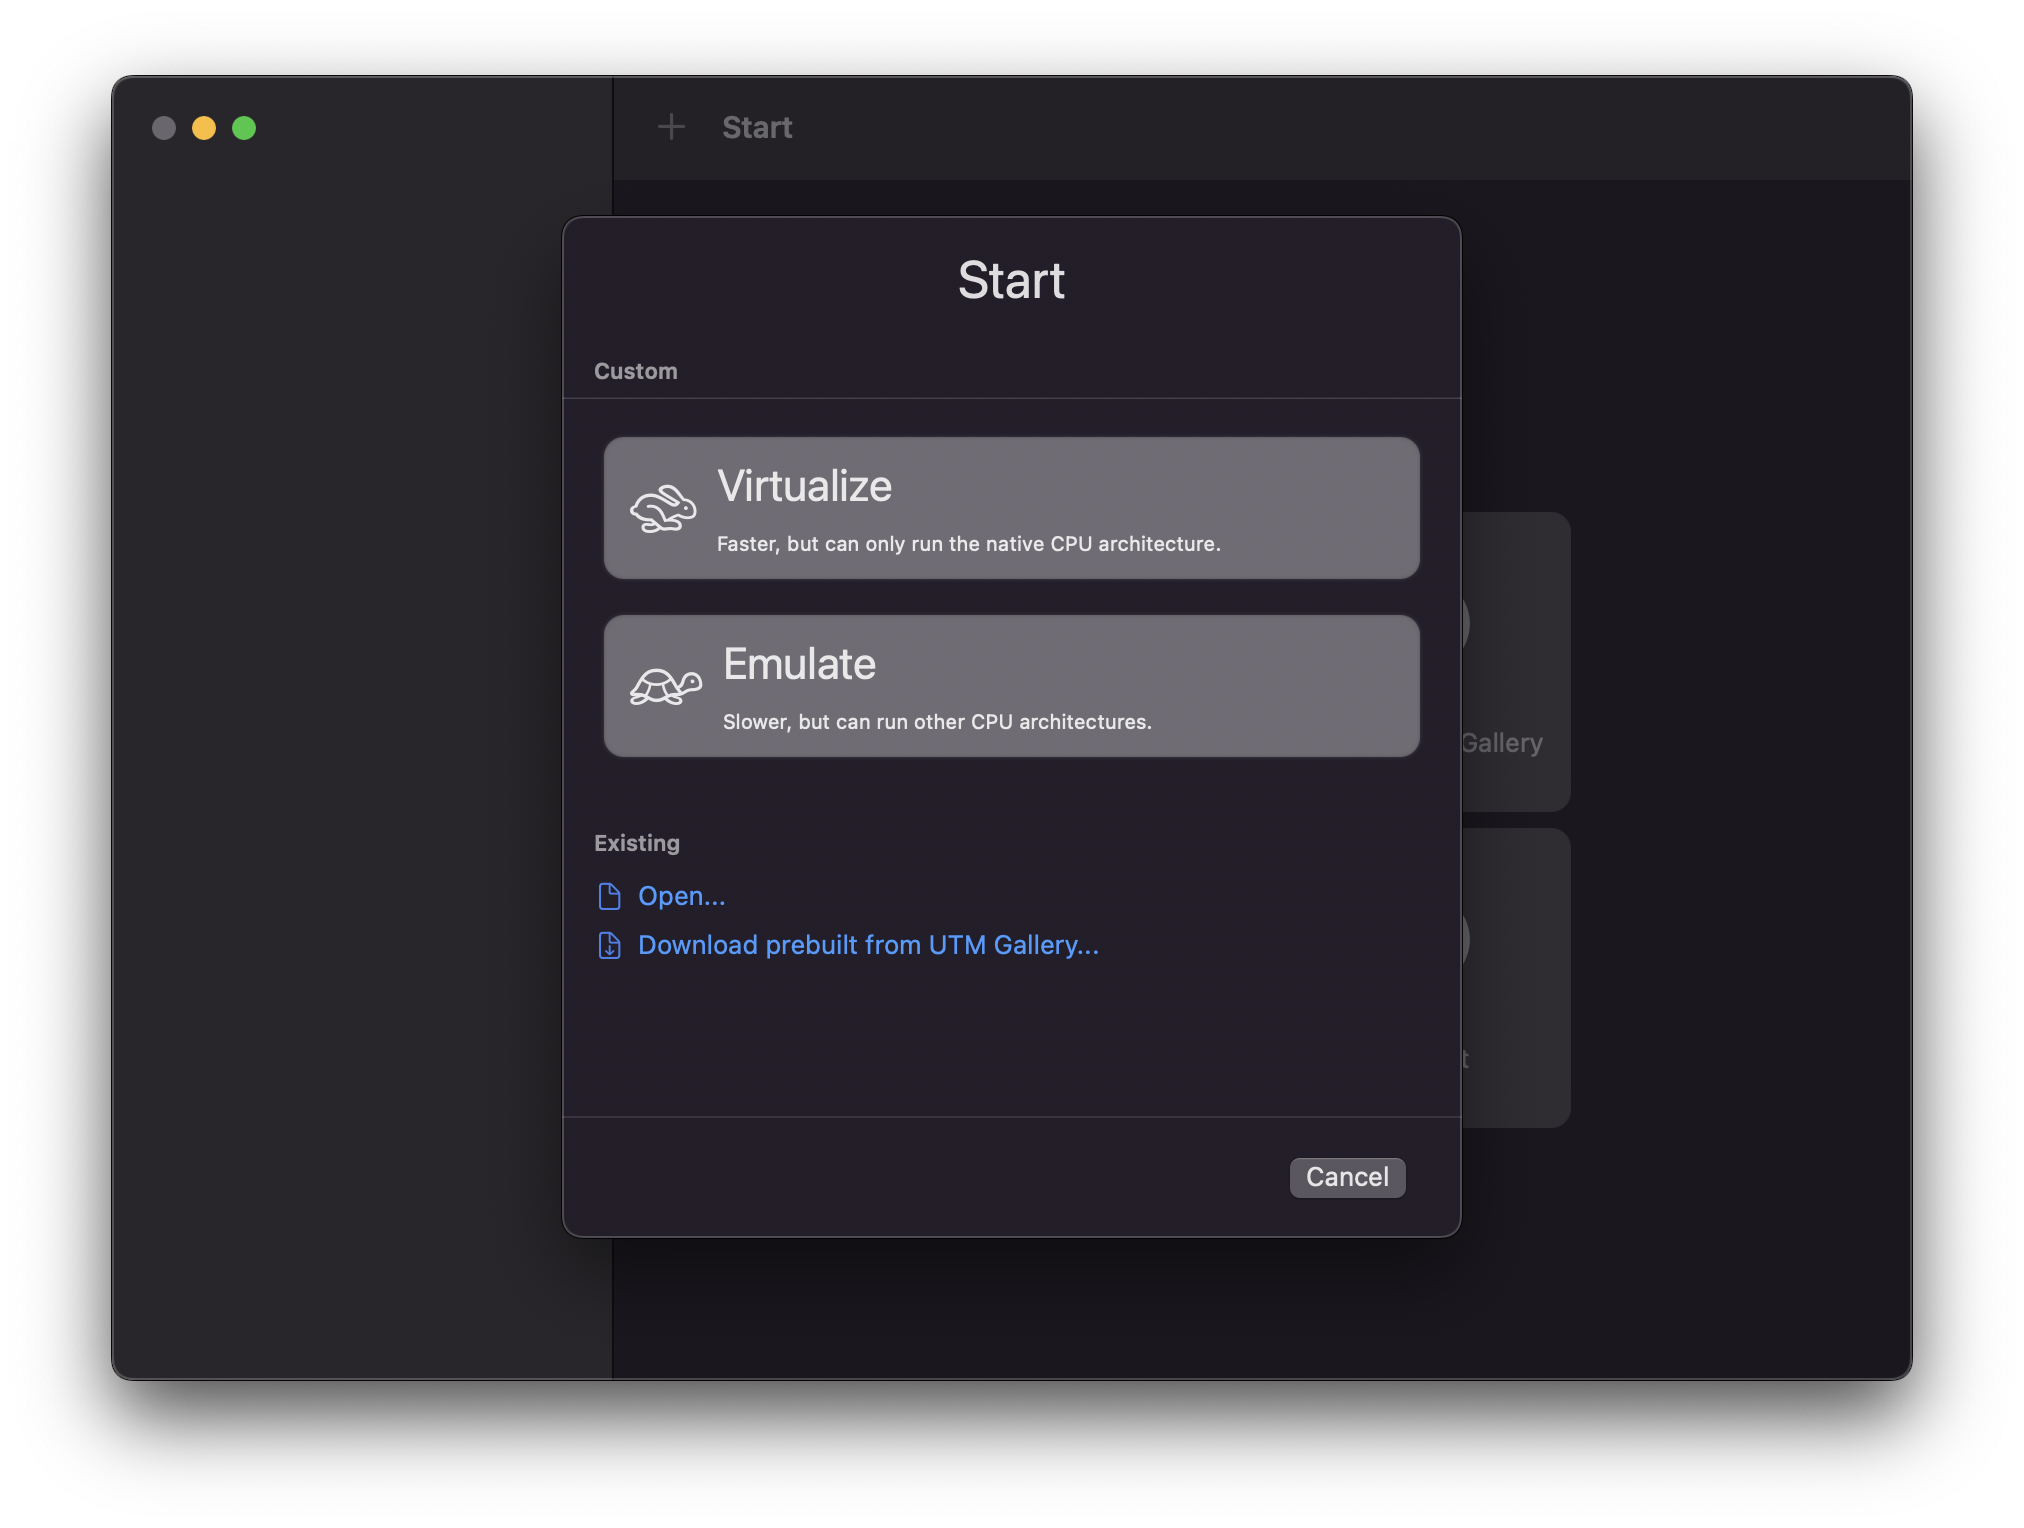 Start
Start
Custom
Virtualize
Faster, but can only run the native CPU architecture.
Emulate
Slower, but can run other CPU architectures.
Gallery
Existing
Open...
Download prebuilt from UTM Gallery...
t
Cancel